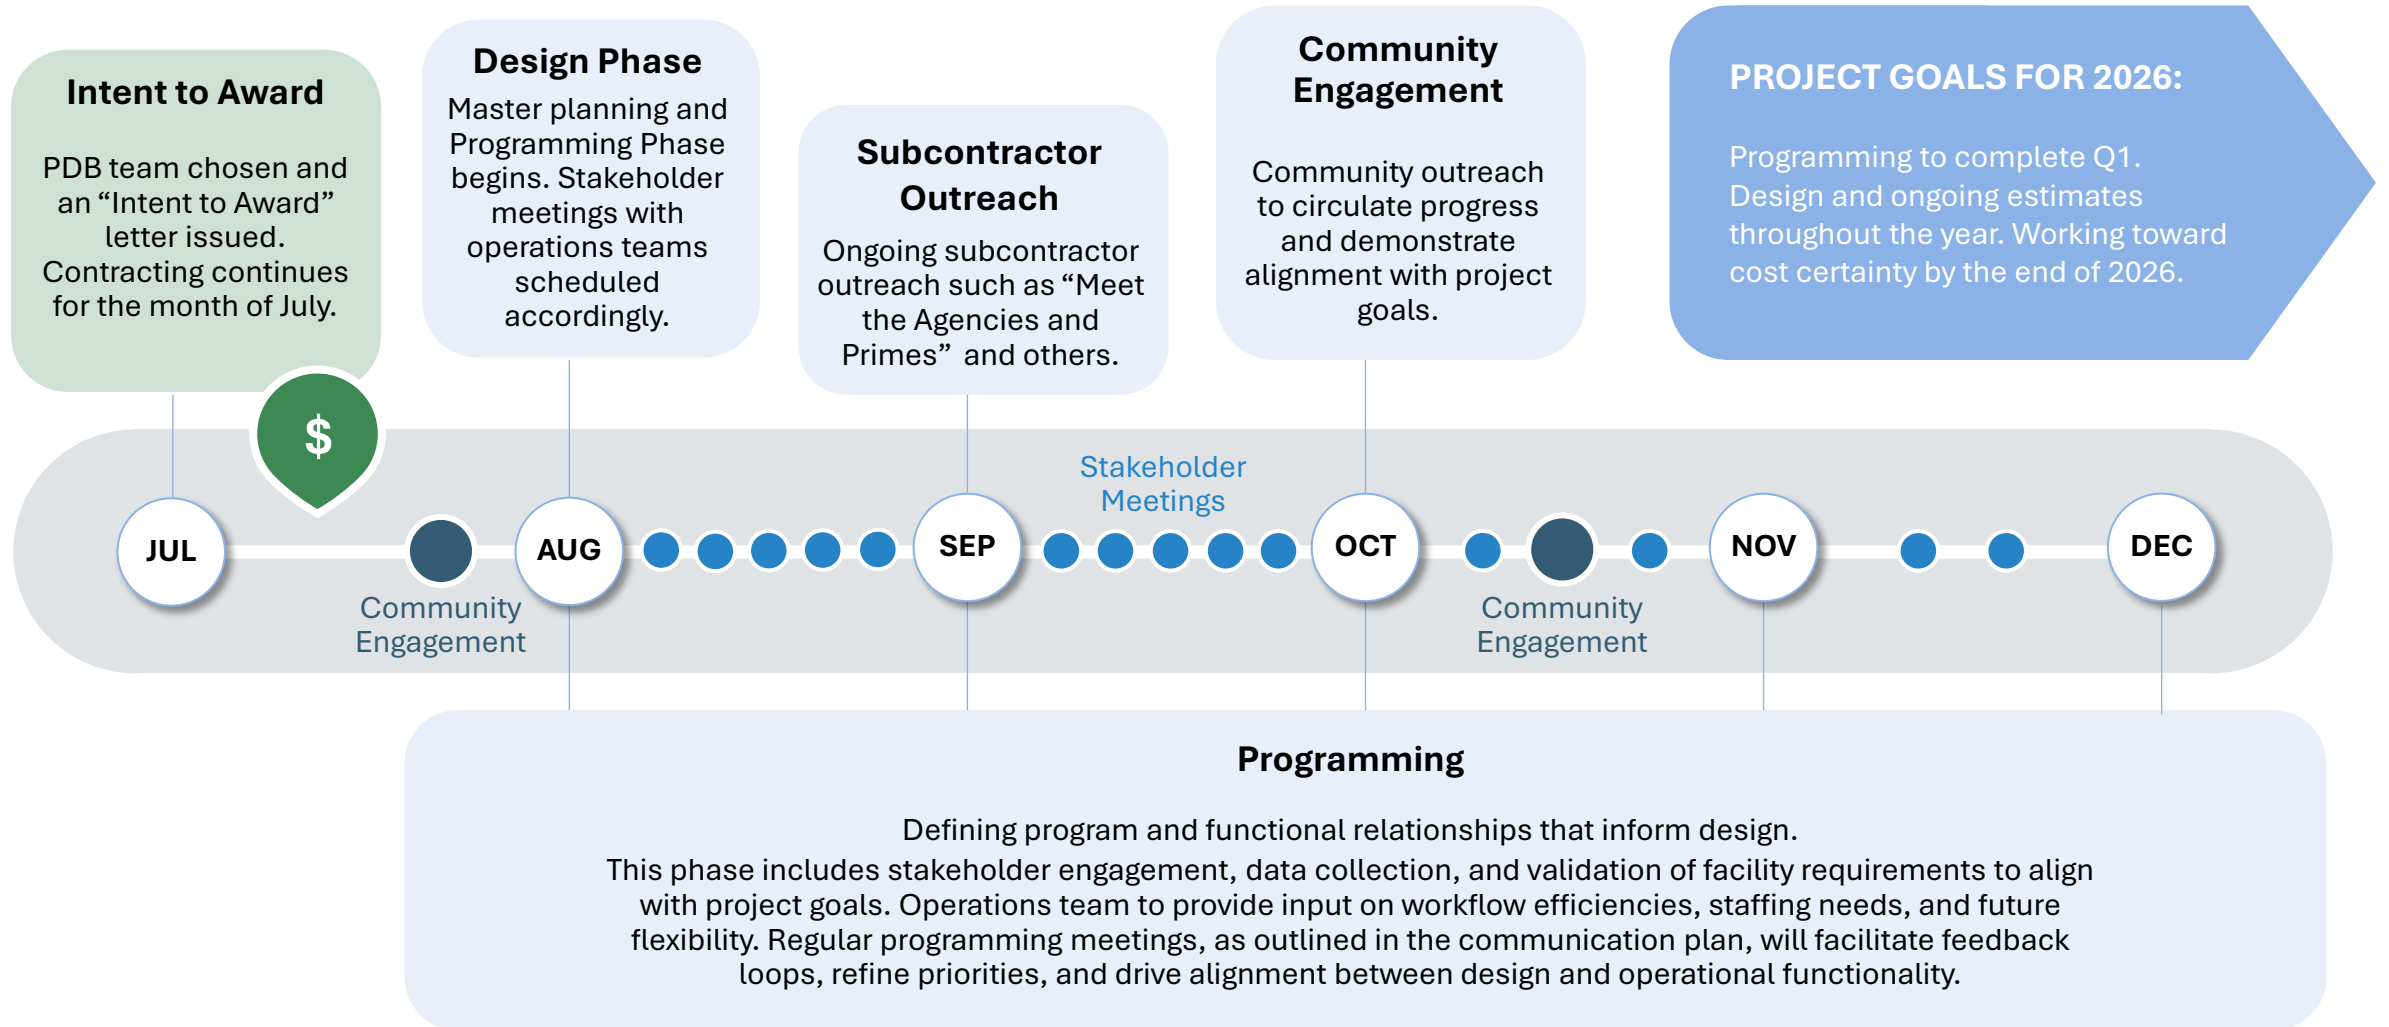 Intent to Award
PDB team chosen and
an “Intent to Award”
letter issued.
Contracting continues
for the month of July.
Design Phase
Master planning and
Programming Phase
begins. Stakeholder
meetings with
operations teams
scheduled
accordingly.
Subcontractor
Outreach
Ongoing subcontractor
outreach such as “Meet
the Agencies and
Primes”  and others.
Community
Engagement
Community outreach
to circulate progress
and demonstrate
alignment with project
goals.
PROJECT GOALS FOR 2026:
Programming to complete Q1.
Design and ongoing estimates
throughout the year. Working toward
cost certainty by the end of 2026.
$
Stakeholder
Meetings
JUL
AUG
SEP
OCT
NOV
DEC
Community
Engagement
Community
Engagement
Programming
Defining program and functional relationships that inform design.
This phase includes stakeholder engagement, data collection, and validation of facility requirements to align
with project goals. Operations team to provide input on workflow efficiencies, staffing needs, and future
flexibility. Regular programming meetings, as outlined in the communication plan, will facilitate feedback
loops, refine priorities, and drive alignment between design and operational functionality.